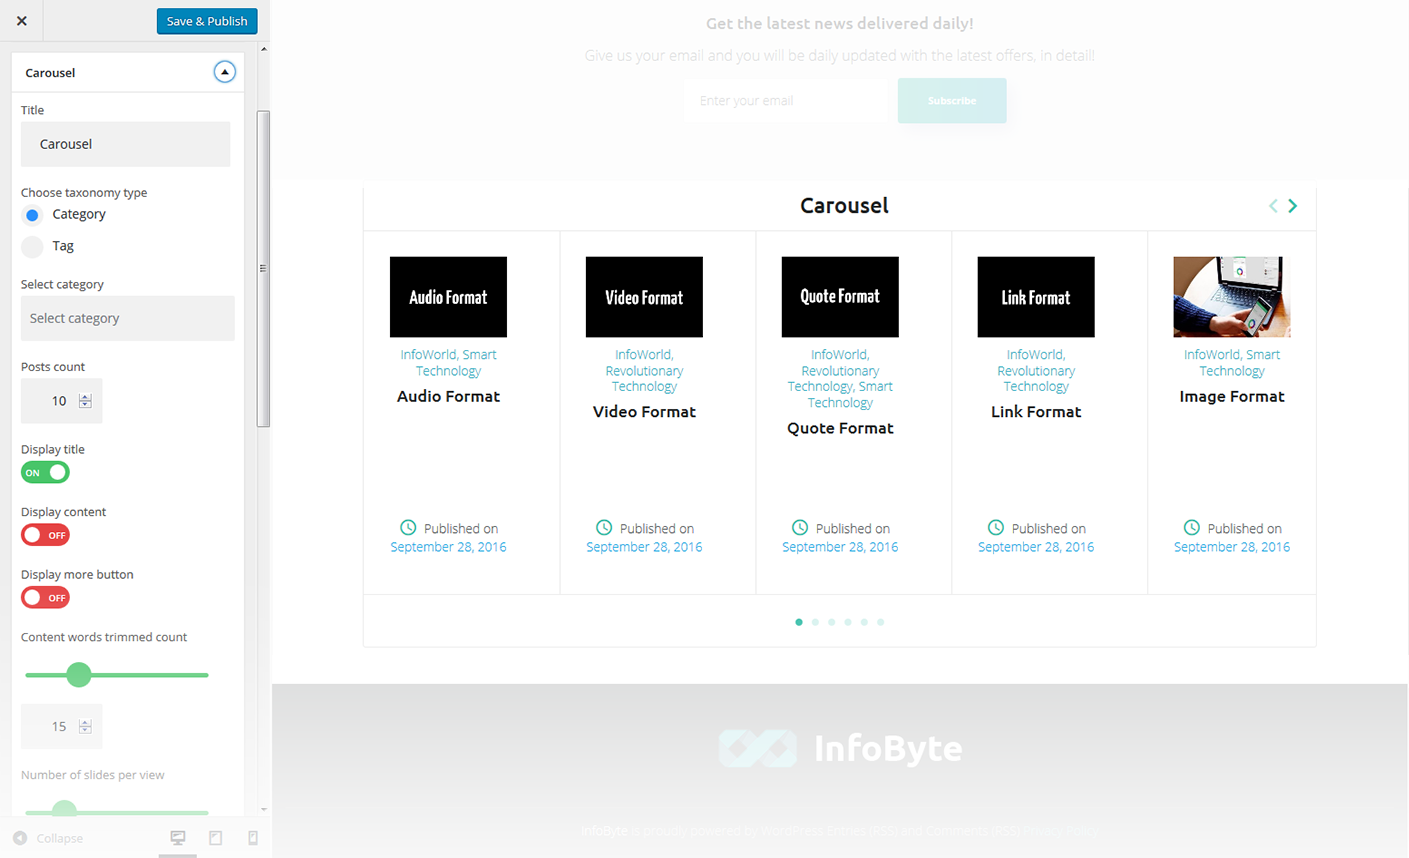 Save & Publish
Carousel
Title
Carousel
Choose taxonomy type
Category
Tag
Select category
Select category
Posts count
10
Display title
ON
Display content
OFF
Display more button
OFF
Content words trimmed count
15
Number of slides per view
Collapse
Get the latest news delivered daily!
Give us your email and you will be daily updated with the latest offers, in detail!
Enter your email
Subscribe
Carousel
Audio Format
InfoWorld, Smart
Technology
Audio Format
Published on
September 28, 2016
Video Format
InfoWorld,
Revolutionary
Technology
Video Format
Published on
September 28, 2016
Quote Format
InfoWorld,
Revolutionary
Technology, Smart
Technology
Quote Format
Published on
September 28, 2016
Link Format
InfoWorld,
Revolutionary
Technology
Link Format
Published on
September 28, 2016
InfoWorld, Smart
Technology
Image Format
Published on
September 28, 2016
InfoByte
InfoByte is proudly powered by WordPress Entries (RSS) and Comments (RSS) Privacy Policy